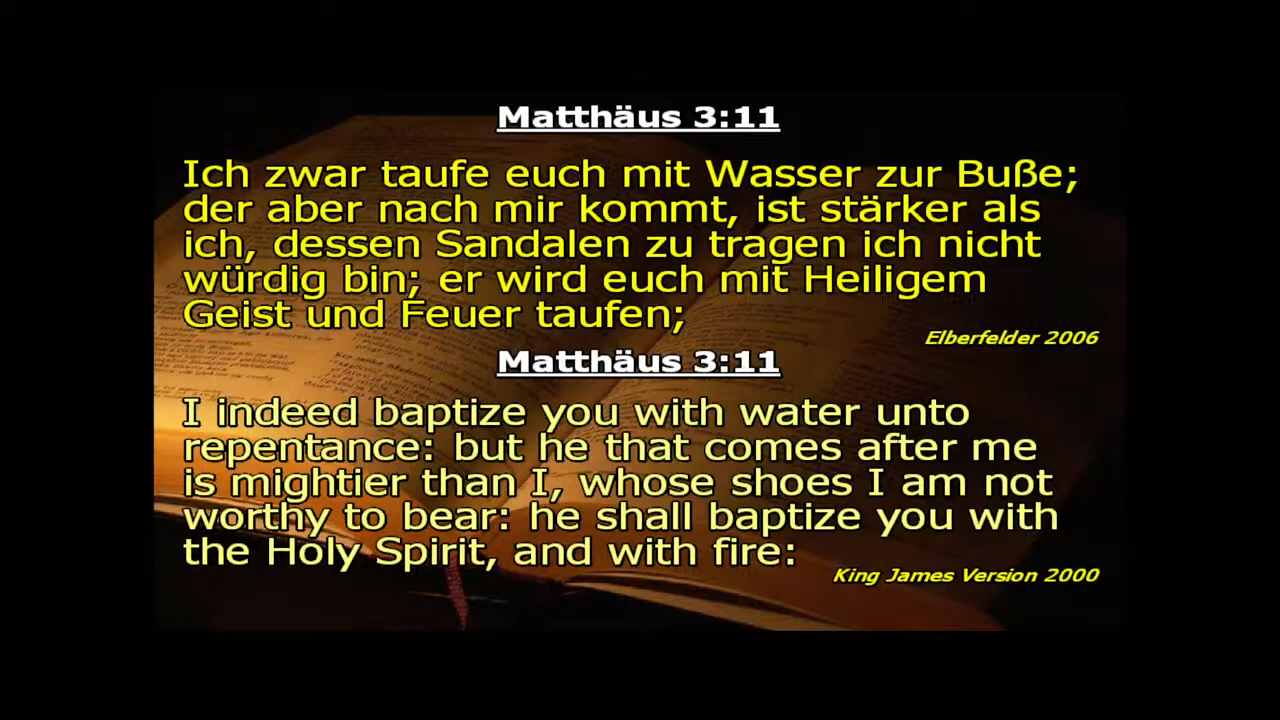 Matthäus 3:11
Ich zwar taufe euch mit Wasser zur Buße;
der aber nach mir kommt, ist stärker als
ich, dessen Sandalen zu tragen ich nicht
würdig bin; er wird euch mit Heiligem
Geist und Feuer taufen;
Elberfelder 2006
Matthäus 3:11
I indeed baptize you with water unto
repentance: but he that comes after me
is mightier than I, whose shoes I am not
worthy to bear: he shall baptize you with
the Holy Spirit, and with fire:
King James Version 2000